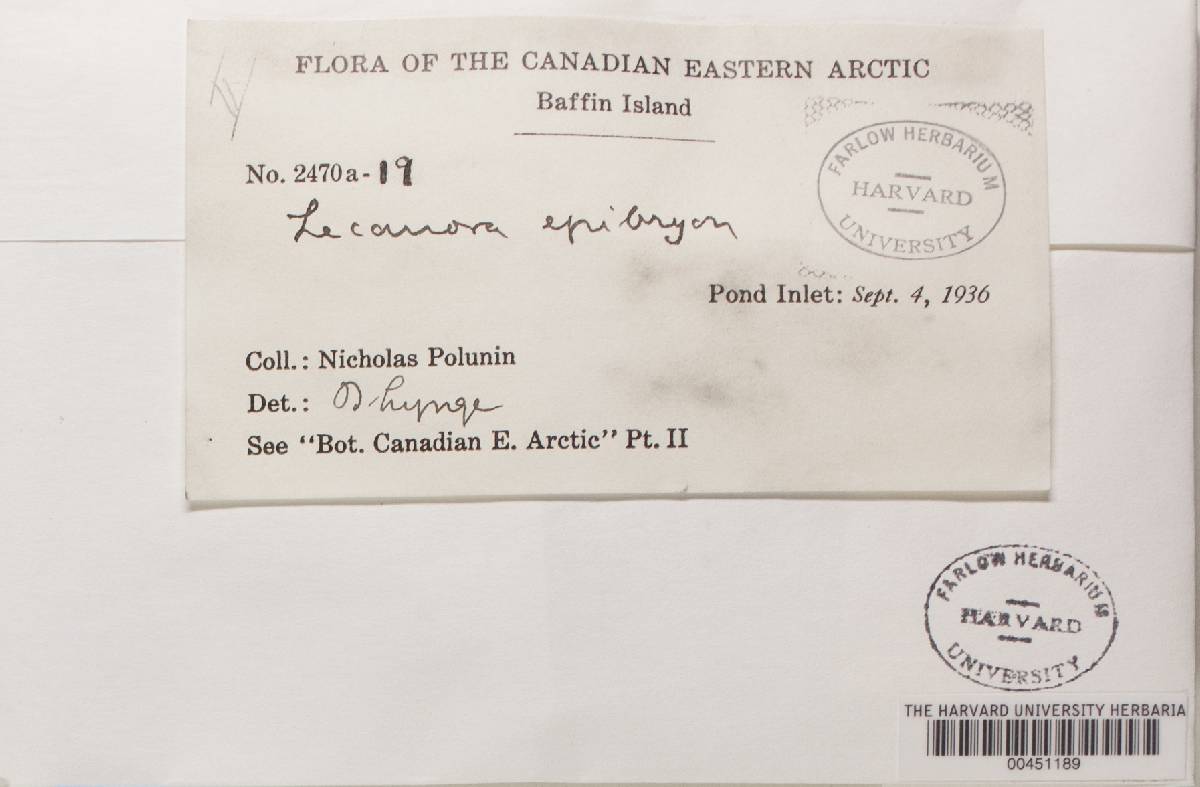 FLORA OF THE CANADIAN EASTERN ARCTIC
Baffin Island
No. 2470a-19
Lecanora epibryon
FARLOW HERBARIUM
HARVARD
UNIVERSITY
Pond Inlet: Sept. 4, 1936
Coll.: Nicholas Polunin
Det.: Lynge
See "Bot. Canadian E. Arctic" Pt. II
FARLOW HERBARIUM
HARVARD
UNIVERSITY
THE HARVARD UNIVERSITY HERBARIA
00451189